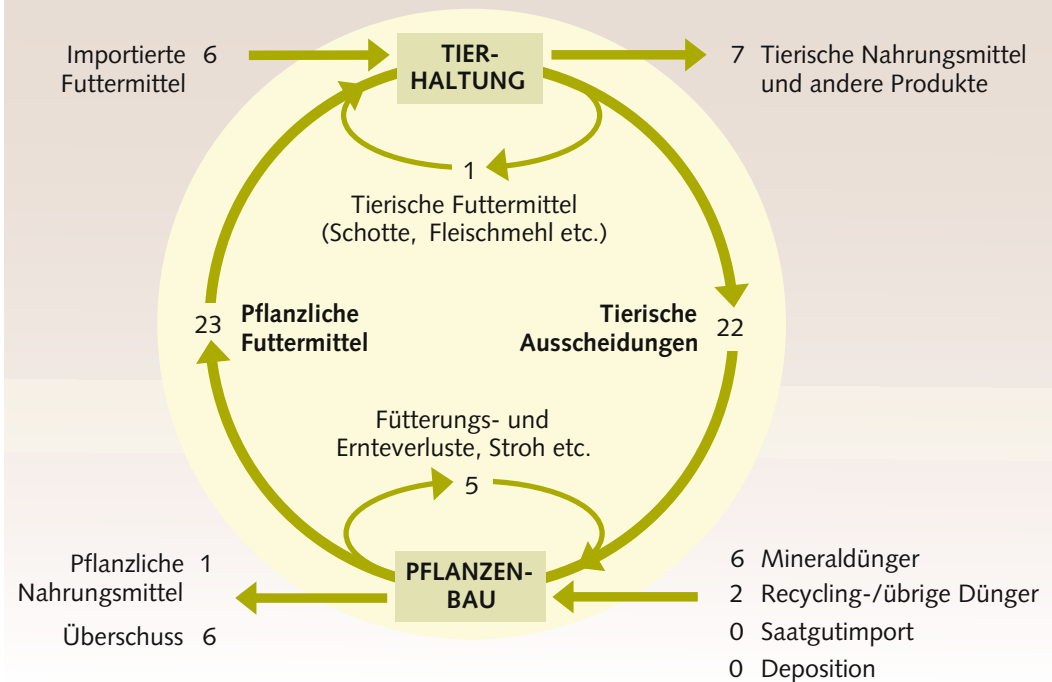 Importierte 6
Futtermittel
TIER-
HALTUNG
7 Tierische Nahrungsmittel
und andere Produkte
1
Tierische Futtermittel
(Schotte, Fleischmehl etc.)
23 Pflanzliche
Futtermittel
Tierische
Ausscheidungen 22
Fütterungs- und
Ernteverluste, Stroh etc.
5
Pflanzliche 1
Nahrungsmittel
Überschuss 6
PFLANZEN-
BAU
6 Mineraldünger
2 Recycling-/übrige Dünger
0 Saatgutimport
0 Deposition